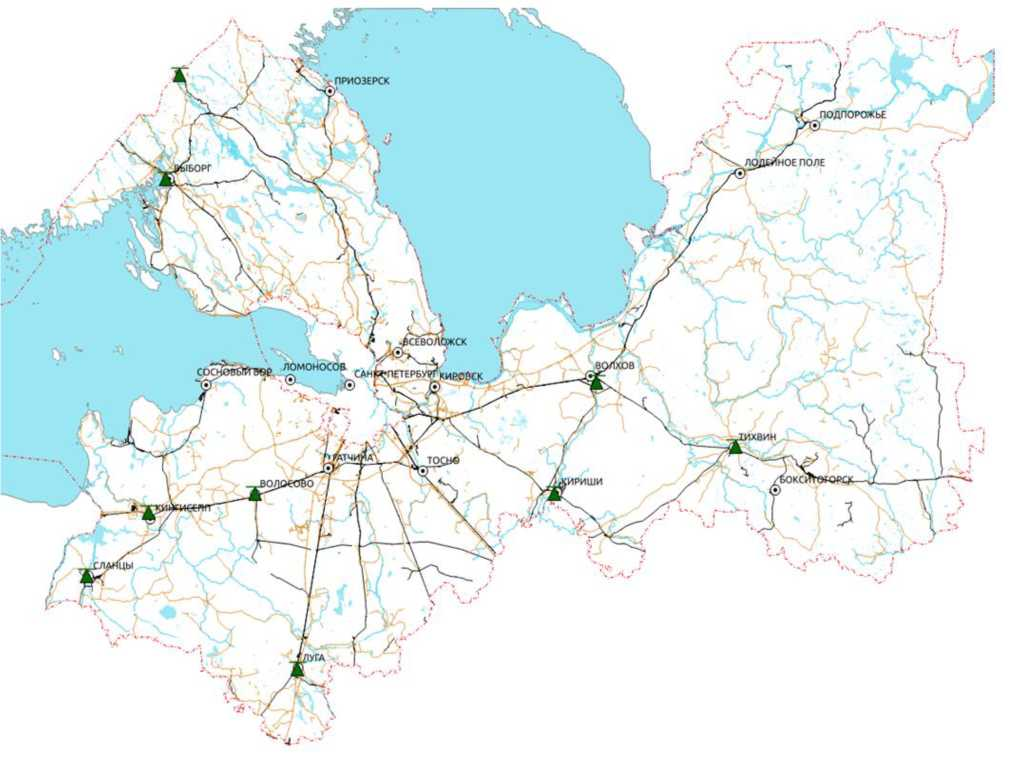 ПРИОЗЕРСК
ПОДПОРОЖЬЕ
ЛОДЕЙНОЕ ПОЛЕ
ВЫБОРГ
ВСЕВОЛОЖСК
ЛОМОНОСОВ
СОСНОВЫЙ БОР
САНКТ-ПЕТЕРБУРГ
КИРОВСК
ВОЛХОВ
ТИХВИН
ГАТЧИНА
ТОСНО
ВОЛОСОВО
КИРИШИ
БОКСИТОГОРСК
КИНГИСЕПП
СЛАНЦЫ
ЛУГА